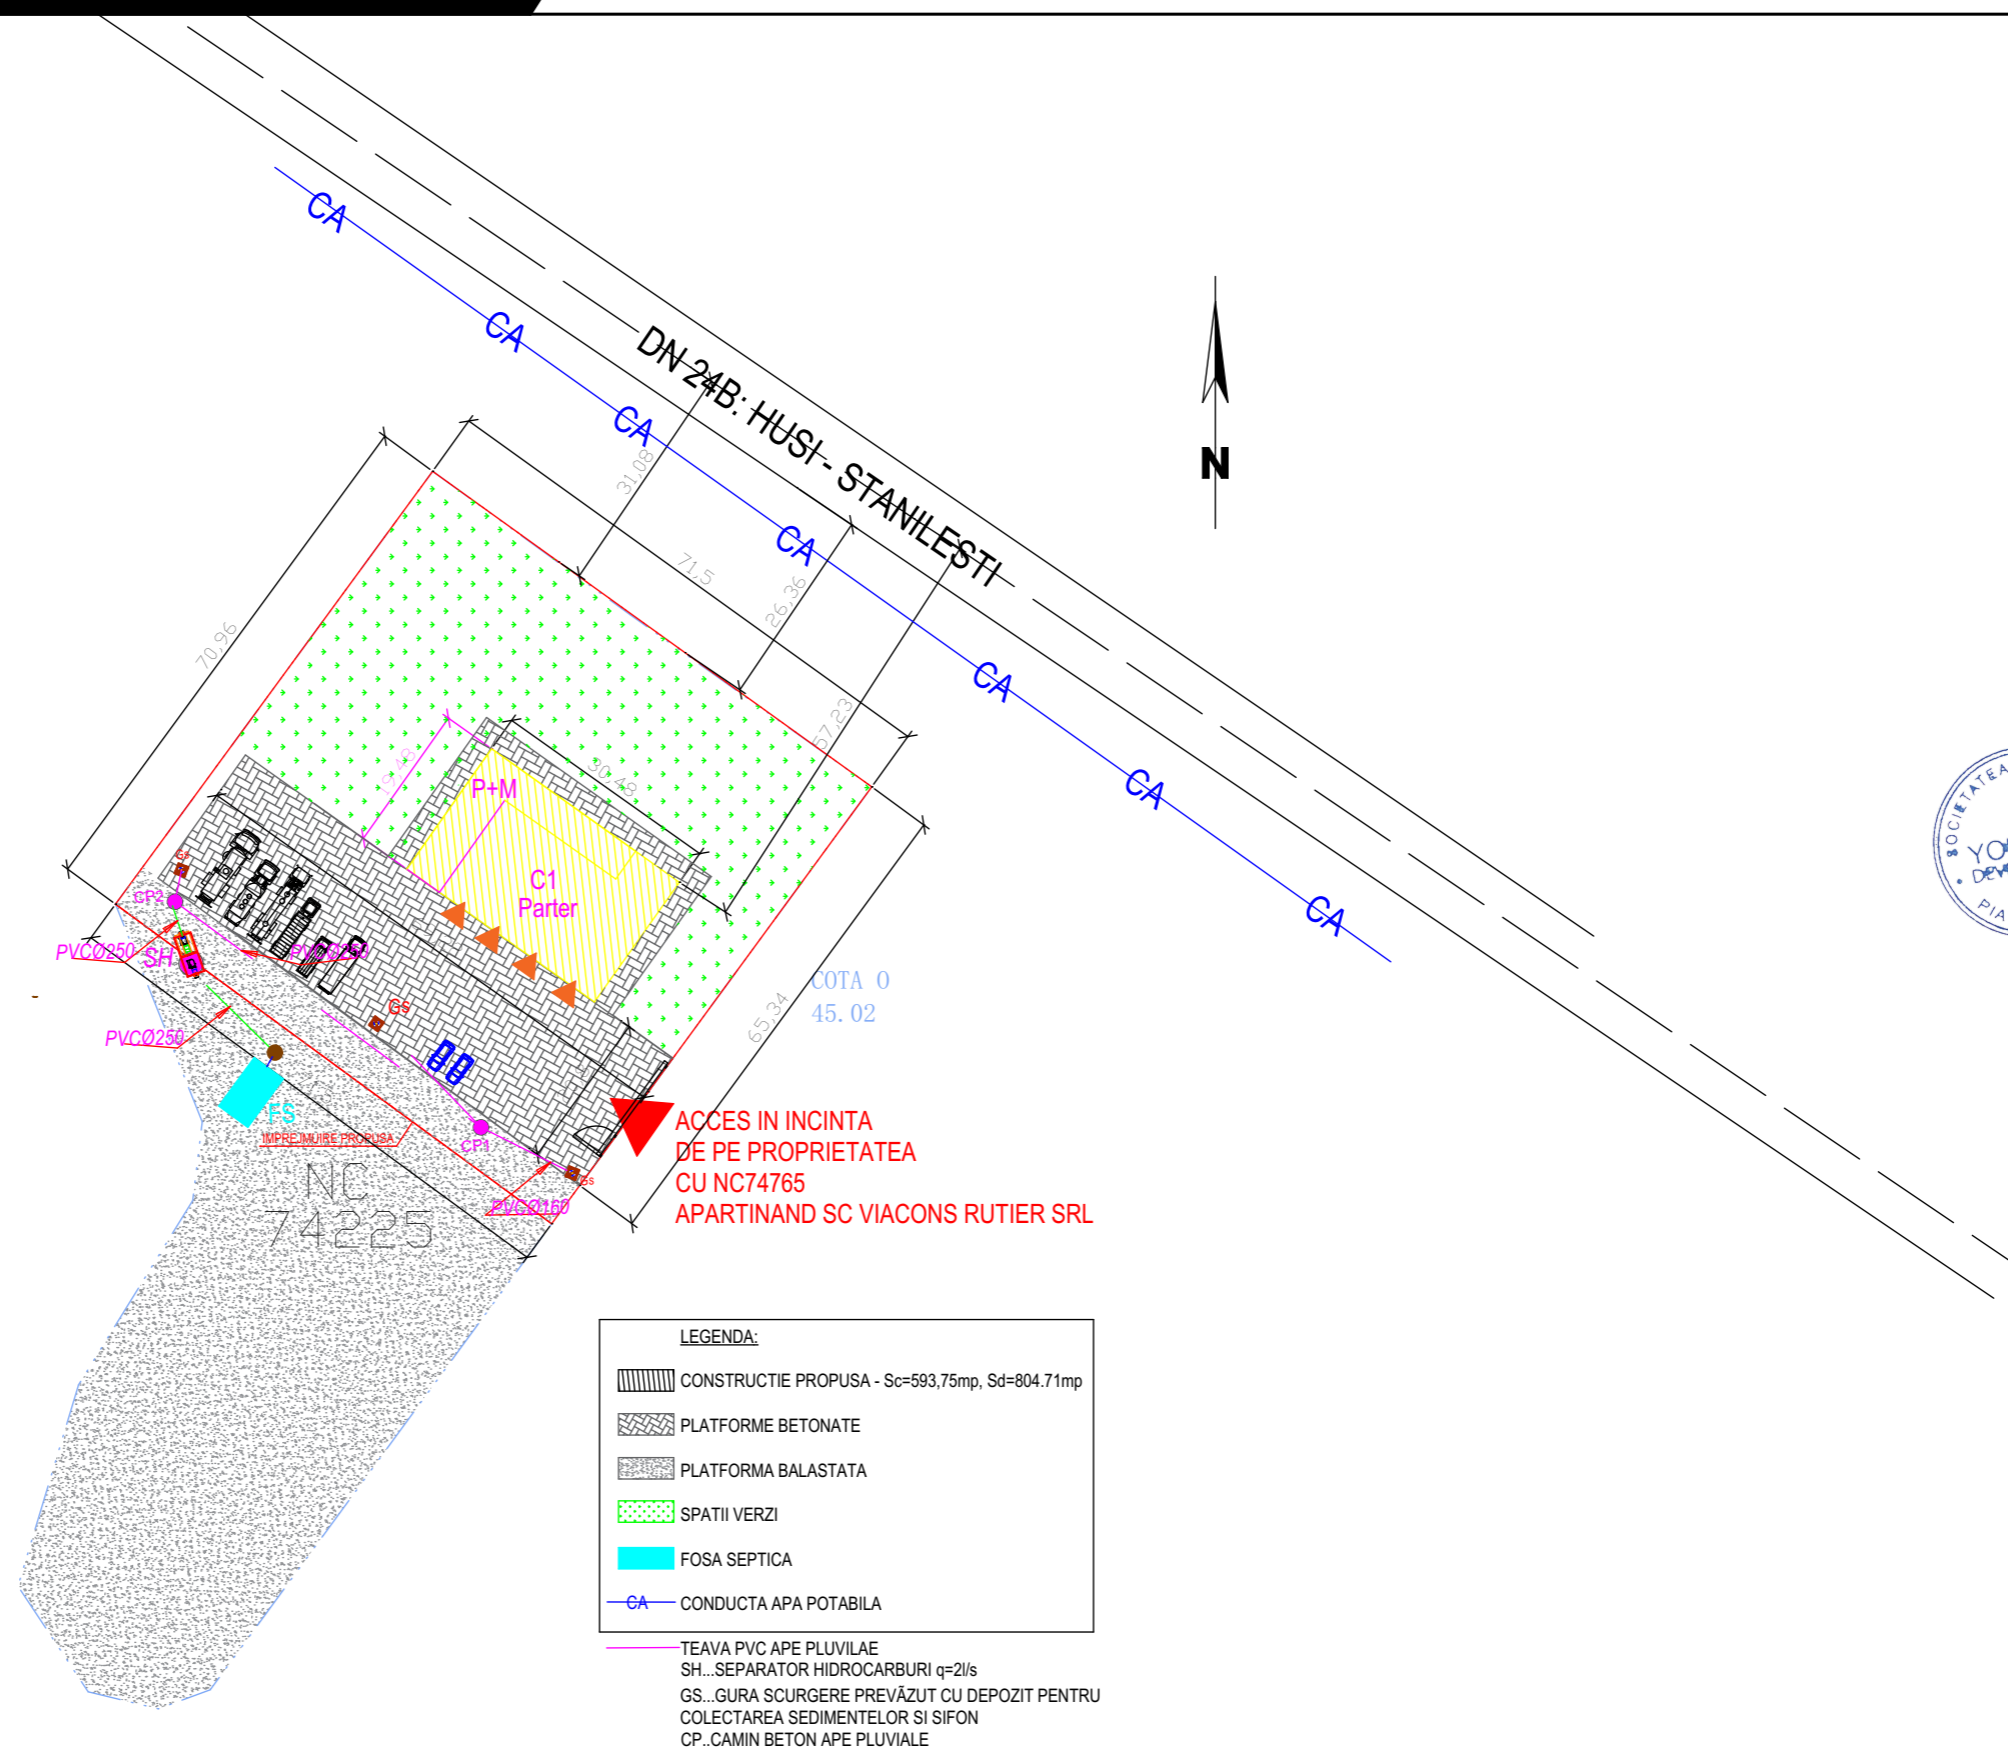 CA
CA
CA
CA
CA
CA
CA
DN 24B: HUSI - STANILESTI
N
31,08
71,5
26,36
57,23
70,96
19,48
30,48
P+M
C1
Parter
Gs
CP2
PVCØ250
SH
PVCØ250
PVCØ250
Gs
COTA 0
45.02
65,34
FS
IMPREJMUIRE PROPUSA
CP1
Gs
PVCØ160
NC
74225
ACCES IN INCINTA
DE PE PROPRIETATEA
CU NC74765
APARTINAND SC VIACONS RUTIER SRL
SOCIETATEA
PIA
LEGENDA:
CONSTRUCTIE PROPUSA - Sc=593,75mp, Sd=804.71mp
PLATFORME BETONATE
PLATFORMA BALASTATA
SPATII VERZI
FOSA SEPTICA
CA CONDUCTA APA POTABILA
TEAVA PVC APE PLUVILAE
SH...SEPARATOR HIDROCARBURI q=2l/s
GS...GURA SCURGERE PREVÃZUT CU DEPOZIT PENTRU
COLECTAREA SEDIMENTELOR SI SIFON
CP..CAMIN BETON APE PLUVIALE